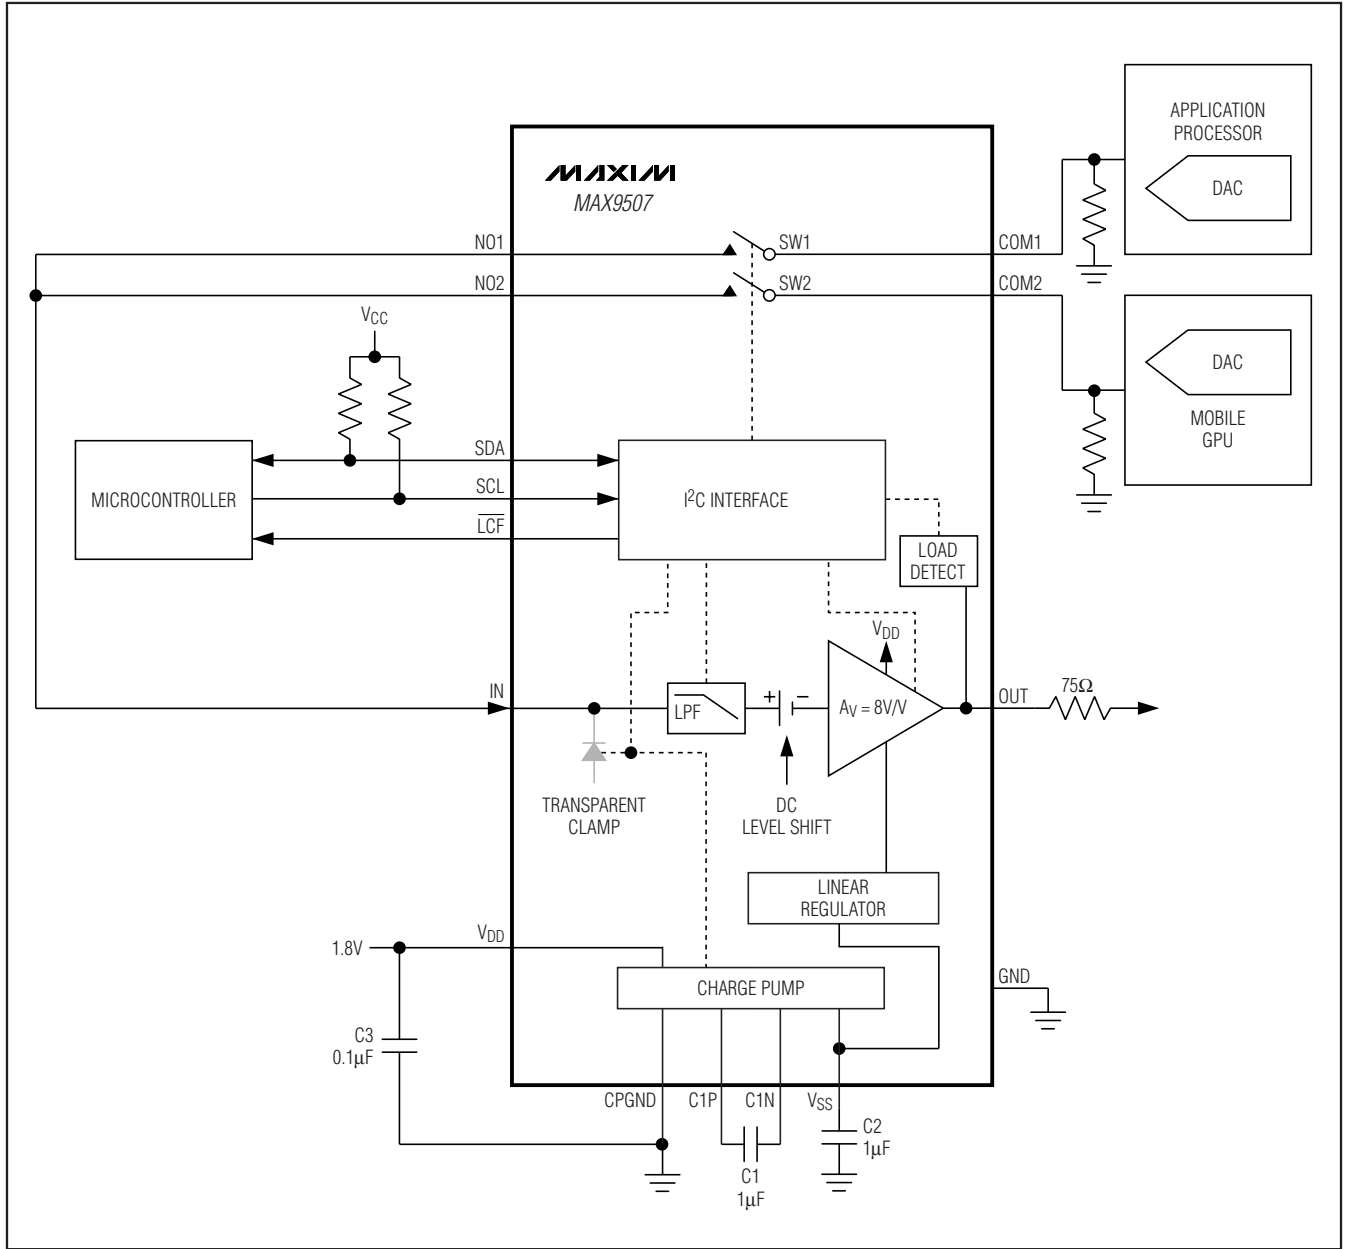 APPLICATION
PROCESSOR
DAC
MAXIM
MAX9507
NO1
SW1
COM1
NO2
SW2
COM2
VCC
DAC
MOBILE
GPU
SDA
SCL
LCF
MICROCONTROLLER
I²C INTERFACE
LOAD
DETECT
VDD
IN
LPF
+
−
AV = 8V/V
OUT
75Ω
TRANSPARENT
CLAMP
DC
LEVEL SHIFT
LINEAR
REGULATOR
VDD
1.8V
CHARGE PUMP
GND
C3
0.1µF
CPGND
C1P
C1N
VSS
C2
1µF
C1
1µF